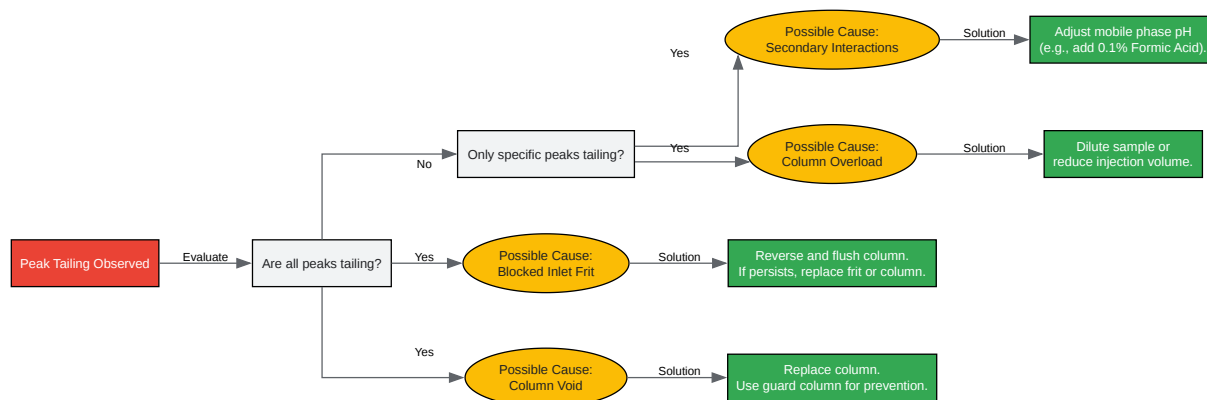 Peak Tailing Observed
Evaluate
Are all peaks tailing?
No
Only specific peaks tailing?
Yes
Possible Cause:
Secondary Interactions
Solution
Adjust mobile phase pH
(e.g., add 0.1% Formic Acid).
Yes
Possible Cause:
Column Overload
Solution
Dilute sample or
reduce injection volume.
Yes
Possible Cause:
Blocked Inlet Frit
Solution
Reverse and flush column.
If persists, replace frit or column.
Yes
Possible Cause:
Column Void
Solution
Replace column.
Use guard column for prevention.